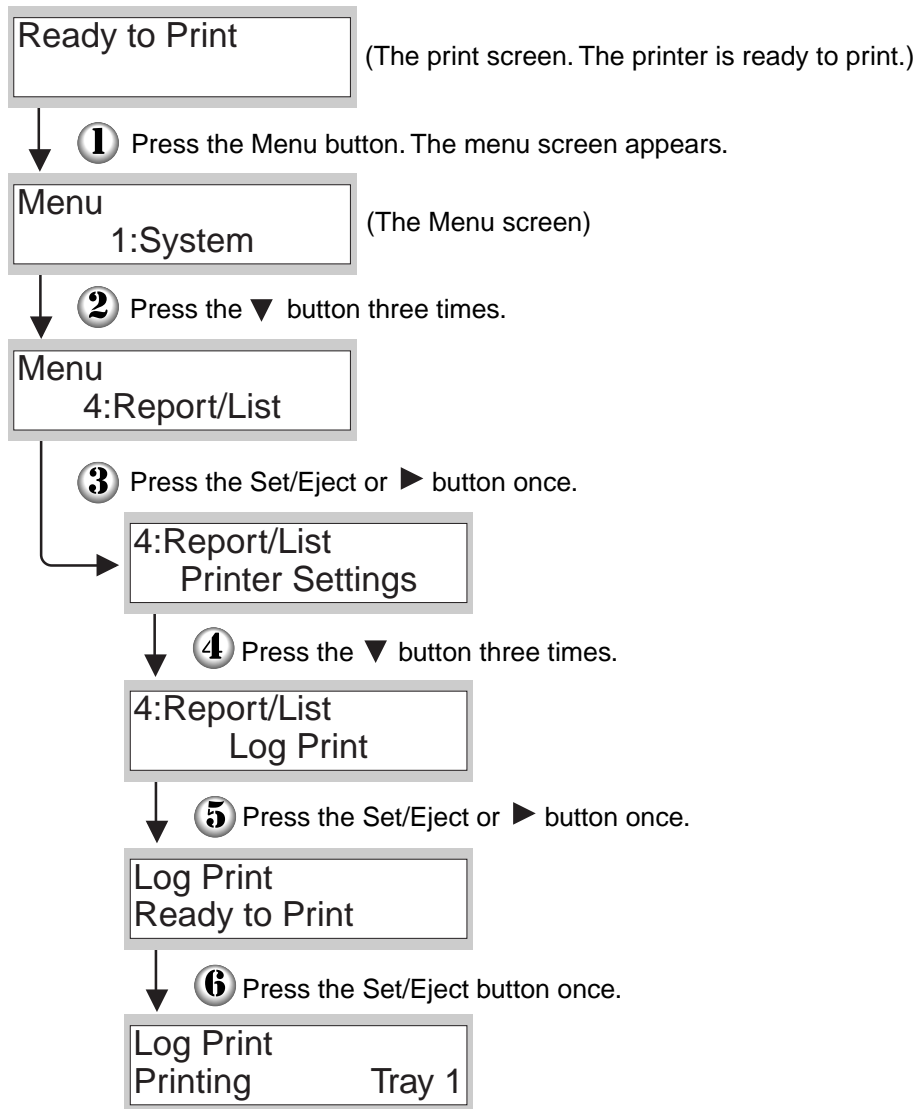 Ready to Print
(The print screen. The printer is ready to print.)
1 Press the Menu button. The menu screen appears.
Menu
1:System
(The Menu screen)
2 Press the ▼ button three times.
Menu
4:Report/List
3 Press the Set/Eject or ▶ button once.
4:Report/List
Printer Settings
4 Press the ▼ button three times.
4:Report/List
Log Print
5 Press the Set/Eject or ▶ button once.
Log Print
Ready to Print
6 Press the Set/Eject button once.
Log Print
Printing Tray 1